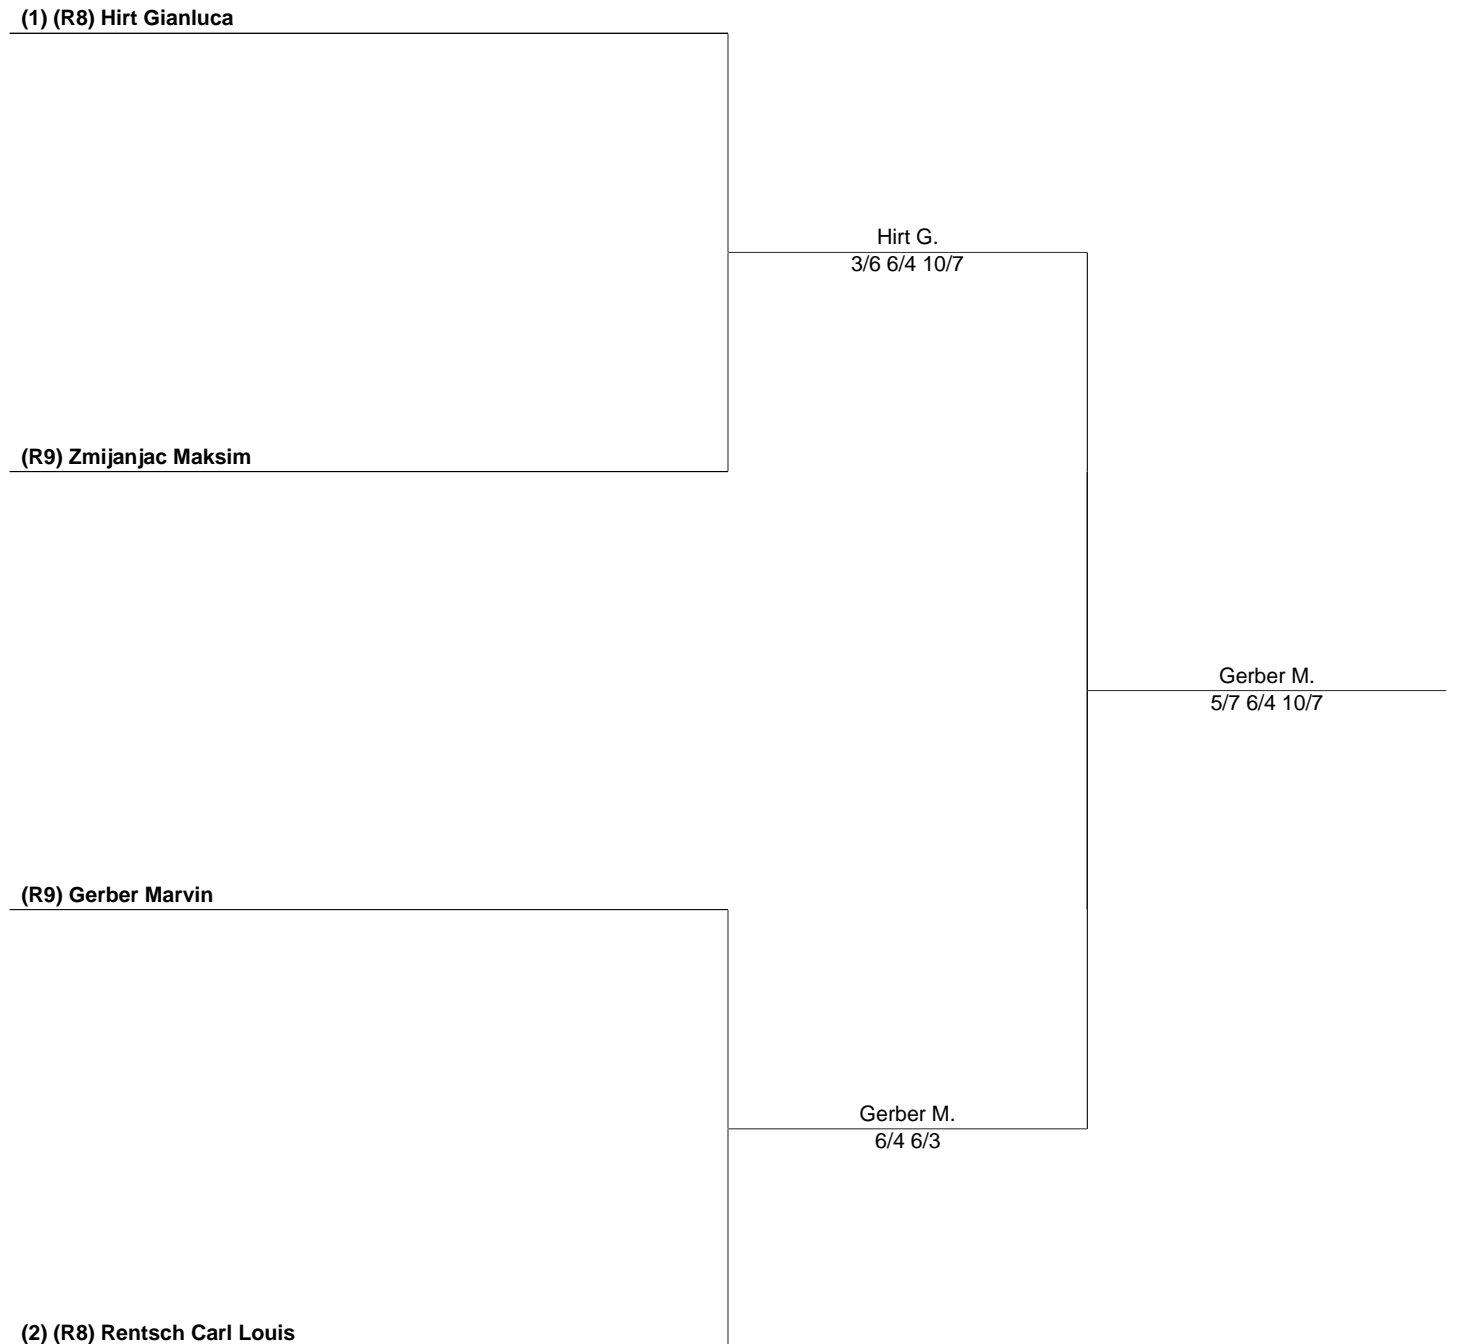 (1) (R8) Hirt Gianluca
Hirt G.
3/6 6/4 10/7
(R9) Zmijanjac Maksim
Gerber M.
5/7 6/4 10/7
(R9) Gerber Marvin
Gerber M.
6/4 6/3
(2) (R8) Rentsch Carl Louis